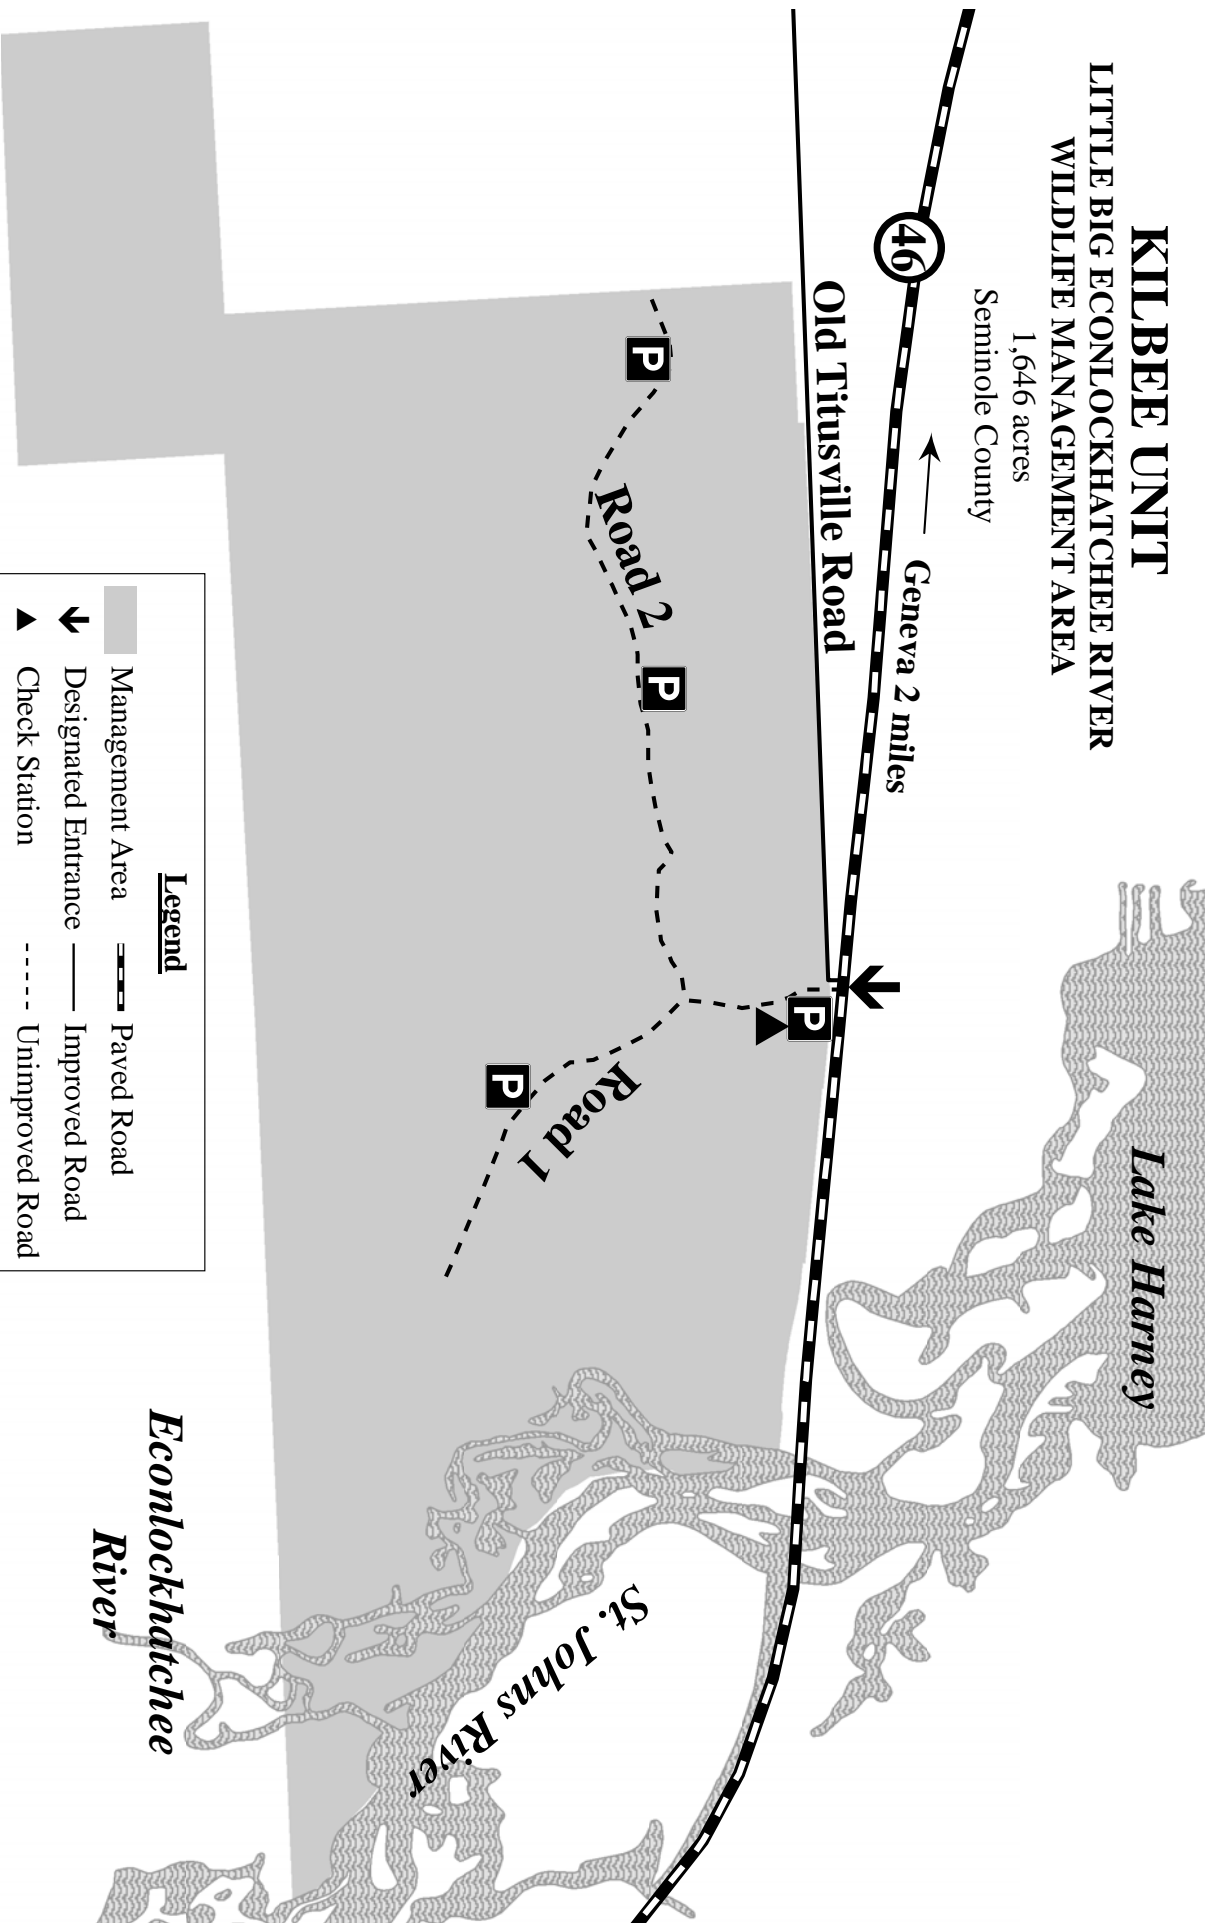 KILBEE UNIT
LITTLE BIG ECONLOCKHATCHEE RIVER
WILDLIFE MANAGEMENT AREA
1,646 acres
Seminole County
46
Geneva 2 miles
Old Titusville Road
Lake Harney
P
P
P
P
Road 2
Road 1
St. Johns River
Econlockhatchee
River
Legend
Management Area
Paved Road
Designated Entrance
Improved Road
Check Station
Unimproved Road